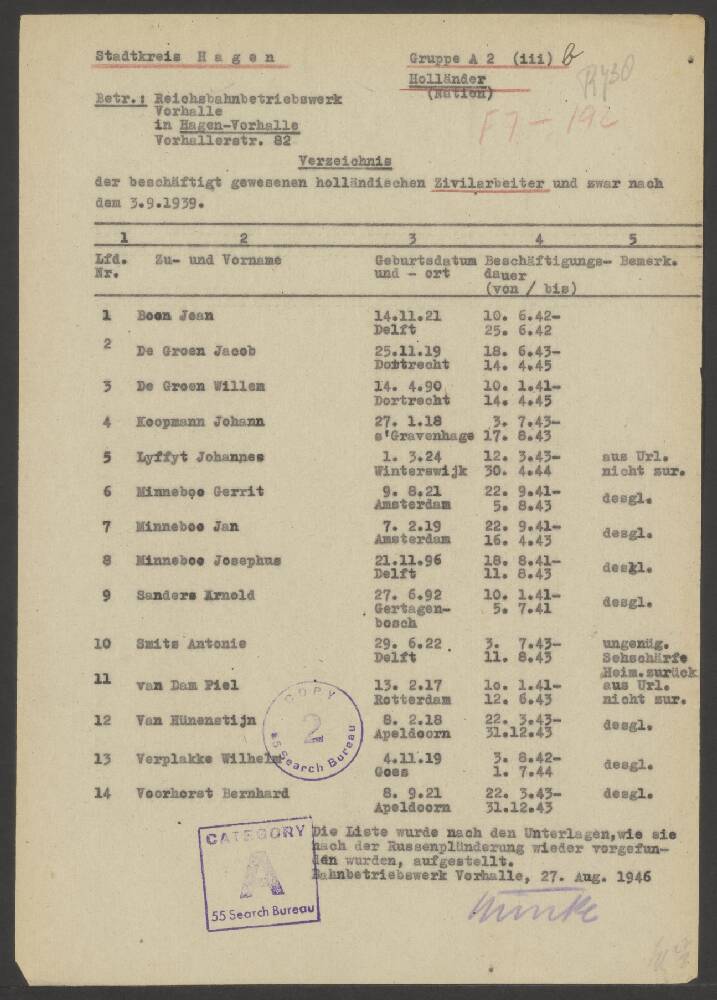 Stadtkreis H a g e n
Gruppe A 2 (iii) b
R430
Holländer
(Nation)
F7 - 192
Betr.: Reichsbahnbetriebswerk
Vorhalle
in Hagen-Vorhalle
Vorhallerstr. 82
Verzeichnis
der beschäftigt gewesenen holländischen Zivilarbeiter und zwar nach
dem 3.9.1939.
1 2 3 4 5
Lfd. Zu- und Vorname Geburtsdatum Beschäftigungs- Bemerk.
Nr. und - ort dauer
(von / bis)
1 Boon Jean 14.11.21 10. 6.42-
Delft 25. 6.42
2 De Groen Jacob 25.11.19 18. 6.43-
Dortrecht 14. 4.45
3 De Groen Willem 14. 4.90 10. 1.41-
Dortrecht 14. 4.45
4 Koopmann Johann 27. 1.18 3. 7.43-
s'Gravenhage 17. 8.43
5 Lyffyt Johannes 1. 3.24 12. 3.43- aus Url.
Winterswijk 30. 4.44 nicht zur.
6 Minneboo Gerrit 9. 8.21 22. 9.41- desgl.
Amsterdam 5. 8.43
7 Minneboo Jan 7. 2.19 22. 9.41- desgl.
Amsterdam 16. 4.43
8 Minneboo Josephus 21.11.96 18. 8.41- desgl.
Delft 11. 8.43
9 Sanders Arnold 27. 6.92 10. 1.41- desgl.
Gertagen- 5. 7.41
bosch
10 Smits Antonie 29. 6.22 3. 7.43- ungenüg.
Delft 11. 8.43 Sehschärfe
Heim.zurück
11 van Dam Piel 13. 2.17 1o. 1.41- aus Url.
Rotterdam 12. 6.43 nicht zur.
12 Van Hünenstijn 8. 2.18 22. 3.43- desgl.
Apeldoorn 31.12.43
13 Verplakke Wilhelm 4.11.19 3. 8.42- desgl.
Goes 1. 7.44
14 Voorhorst Bernhard 8. 9.21 22. 3.43- desgl.
Apeldoorn 31.12.43
COPY
2
55 Search Bureau
Die Liste wurde nach den Unterlagen,wie sie
nach der Russenplünderung wieder vorgefun-
den wurden, aufgestellt.
Bahnbetriebswerk Vorhalle, 27. Aug. 1946
CATEGORY
A
55 Search Bureau